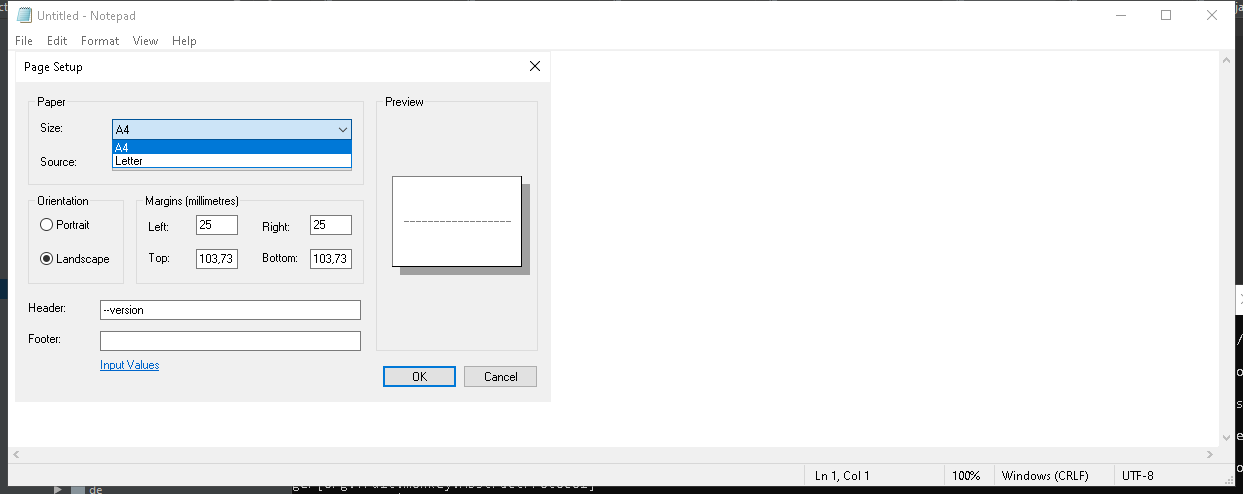 Untitled - Notepad
File Edit Format View Help
Page Setup
Paper
Size: A4
A4
Letter
Source:
Preview
Orientation
Portrait
Landscape
Margins (millimetres)
Left: 25 Right: 25
Top: 103,73 Bottom: 103,73
Header: --version
Footer:
Input Values
OK Cancel
Ln 1, Col 1 100% Windows (CRLF) UTF-8
de